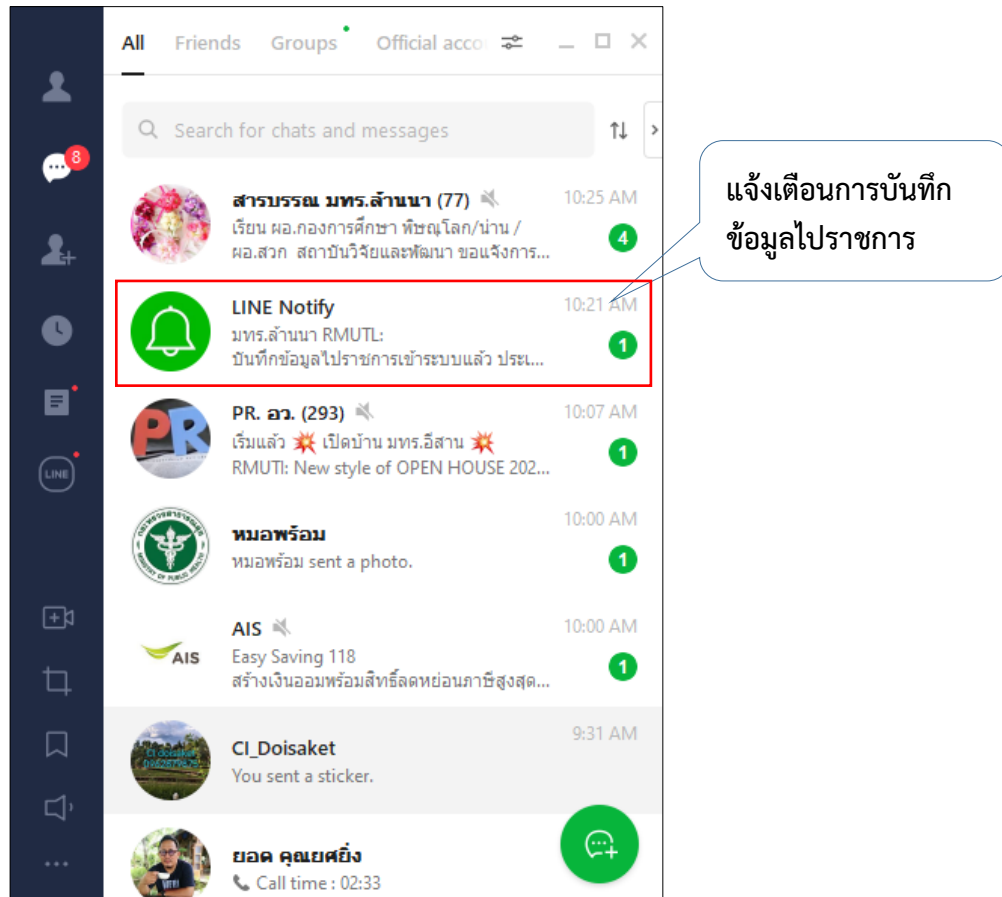 All Friends Groups Official acco
Search for chats and messages
8
สารบรรณ มทร.ล้านนา (77) 10:25 AM
เรียน ผอ.กองการศึกษา พิษณุโลก/น่าน /
ผอ.สวก สถาบันวิจัยและพัฒนา ขอแจ้งการ...
4
แจ้งเตือนการบันทึก
ข้อมูลไปราชการ
LINE Notify 10:21 AM
มทร.ล้านนา RMUTL:
บันทึกข้อมูลไปราชการเข้าระบบแล้ว ประเ...
1
PR
PR. อว. (293) 10:07 AM
เริ่มแล้ว 💥 เปิดบ้าน มทร.อีสาน 💥
RMUTI: New style of OPEN HOUSE 202...
1
LINE
หมอพร้อม 10:00 AM
หมอพร้อม sent a photo.
1
AIS 10:00 AM
AIS
Easy Saving 118
สร้างเงินออมพร้อมสิทธิ์ลดหย่อนภาษีสูงสุด...
1
CI_Doisaket 9:31 AM
You sent a sticker.
ยอด คุณยศยิ่ง
Call time : 02:33